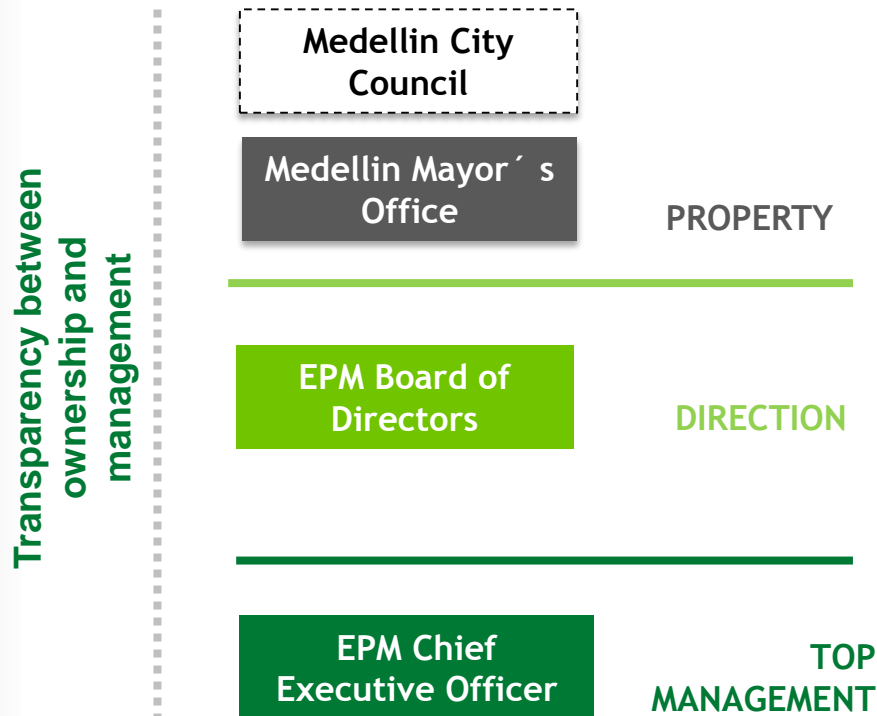 Transparency between
ownership and
management
Medellin City
Council
Medellin Mayor´ s
Office
PROPERTY
EPM Board of
Directors
DIRECTION
EPM Chief
Executive Officer
TOP
MANAGEMENT